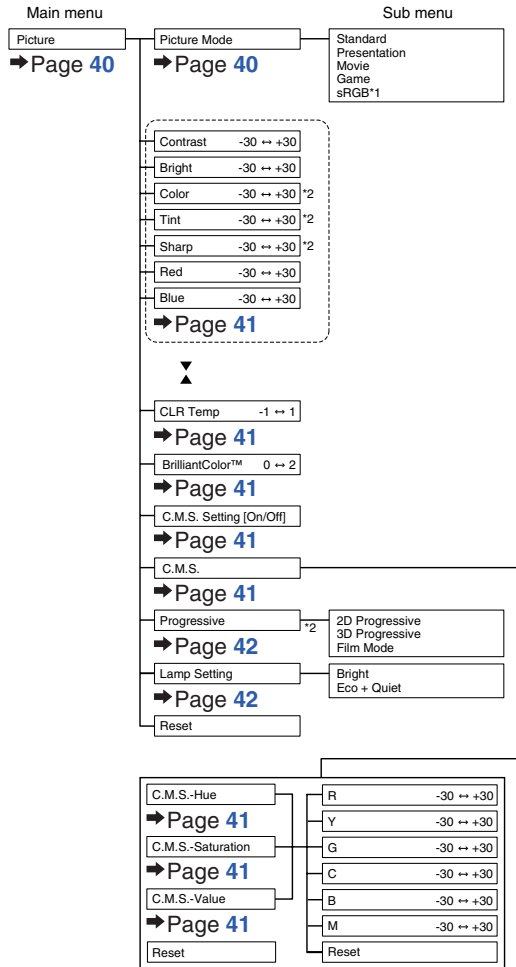 Main menu
Sub menu
Picture
➡Page 40
Picture Mode
➡Page 40
Standard
Presentation
Movie
Game
sRGB*1
Contrast -30 ↔ +30
Bright -30 ↔ +30
Color -30 ↔ +30 *2
Tint -30 ↔ +30 *2
Sharp -30 ↔ +30 *2
Red -30 ↔ +30
Blue -30 ↔ +30
➡Page 41
CLR Temp -1 ↔ 1
➡Page 41
BrilliantColor™ 0 ↔ 2
➡Page 41
C.M.S. Setting [On/Off]
➡Page 41
C.M.S.
➡Page 41
Progressive *2
➡Page 42
2D Progressive
3D Progressive
Film Mode
Lamp Setting
➡Page 42
Bright
Eco + Quiet
Reset
C.M.S.-Hue
➡Page 41
C.M.S.-Saturation
➡Page 41
C.M.S.-Value
➡Page 41
Reset
R -30 ↔ +30
Y -30 ↔ +30
G -30 ↔ +30
C -30 ↔ +30
B -30 ↔ +30
M -30 ↔ +30
Reset